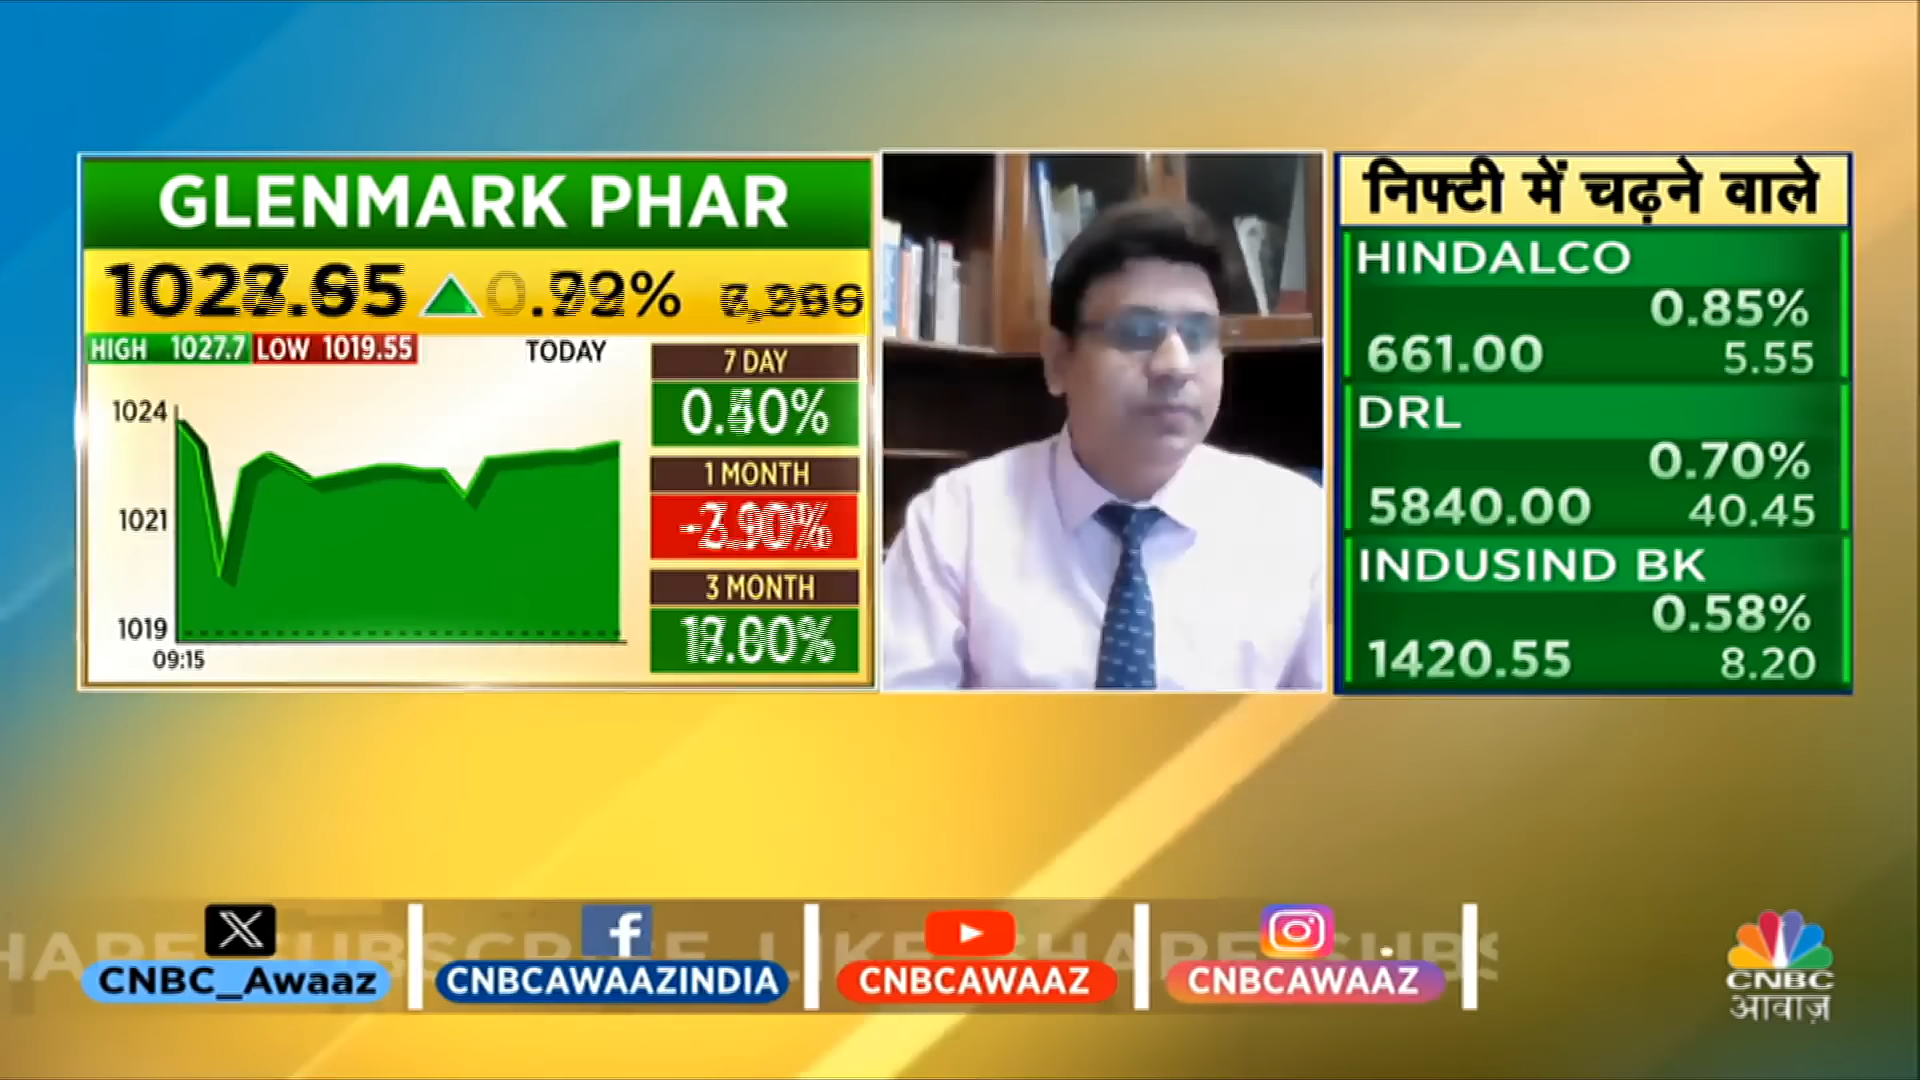 GLENMARK PHAR
HIGH 1027.7 LOW 1019.55
TODAY
1024
1021
1019
09:15
7 DAY
1 MONTH
3 MONTH
निफ्टी में चढ़ने वाले
HINDALCO
0.85%
661.00 5.55
DRL
0.70%
5840.00 40.45
INDUSIND BK
0.58%
1420.55 8.20
CNBC_Awaaz
CNBCAWAAZINDIA
CNBCAWAAZ
CNBCAWAAZ
CNBC
आवाज़